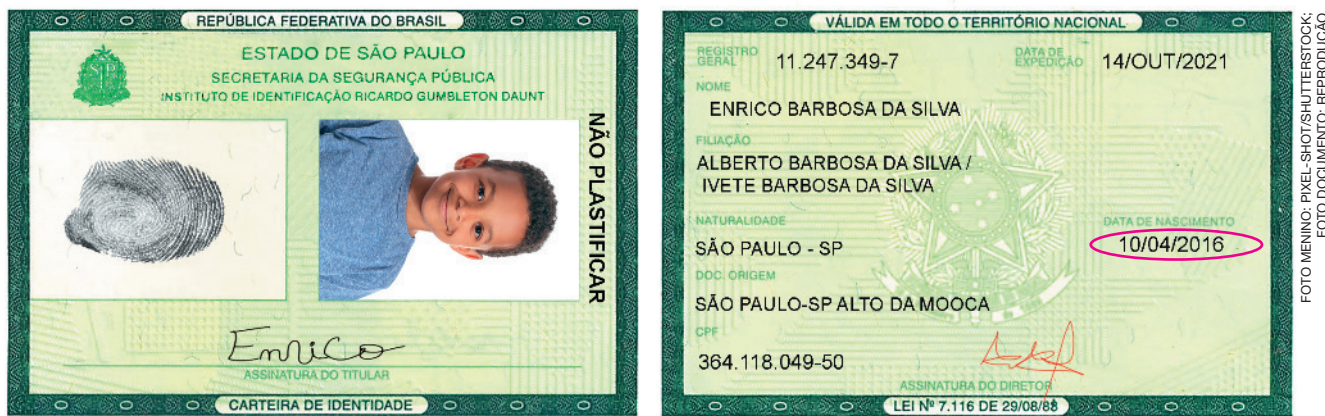 REPÚBLICA FEDERATIVA DO BRASIL
ESTADO DE SÃO PAULO
SECRETARIA DA SEGURANÇA PÚBLICA
INSTITUTO DE IDENTIFICAÇÃO RICARDO GUMBLETON DAUNT
NÃO PLASTIFICAR
Enrico
ASSINATURA DO TITULAR
CARTEIRA DE IDENTIDADE
VÁLIDA EM TODO O TERRITÓRIO NACIONAL
REGISTRO GERAL 11.247.349-7 DATA DE EXPEDIÇÃO 14/OUT/2021
NOME
ENRICO BARBOSA DA SILVA
FILIAÇÃO
ALBERTO BARBOSA DA SILVA /
IVETE BARBOSA DA SILVA
NATURALIDADE DATA DE NASCIMENTO
SÃO PAULO - SP 10/04/2016
DOC. ORIGEM
SÃO PAULO-SP ALTO DA MOOCA
CPF
364.118.049-50
ASSINATURA DO DIRETOR
LEI Nº 7.116 DE 29/08/83
FOTO MENINO: PIXEL-SHOT/SHUTTERSTOCK;
FOTO DOCUMENTO: REPRODUÇÃO